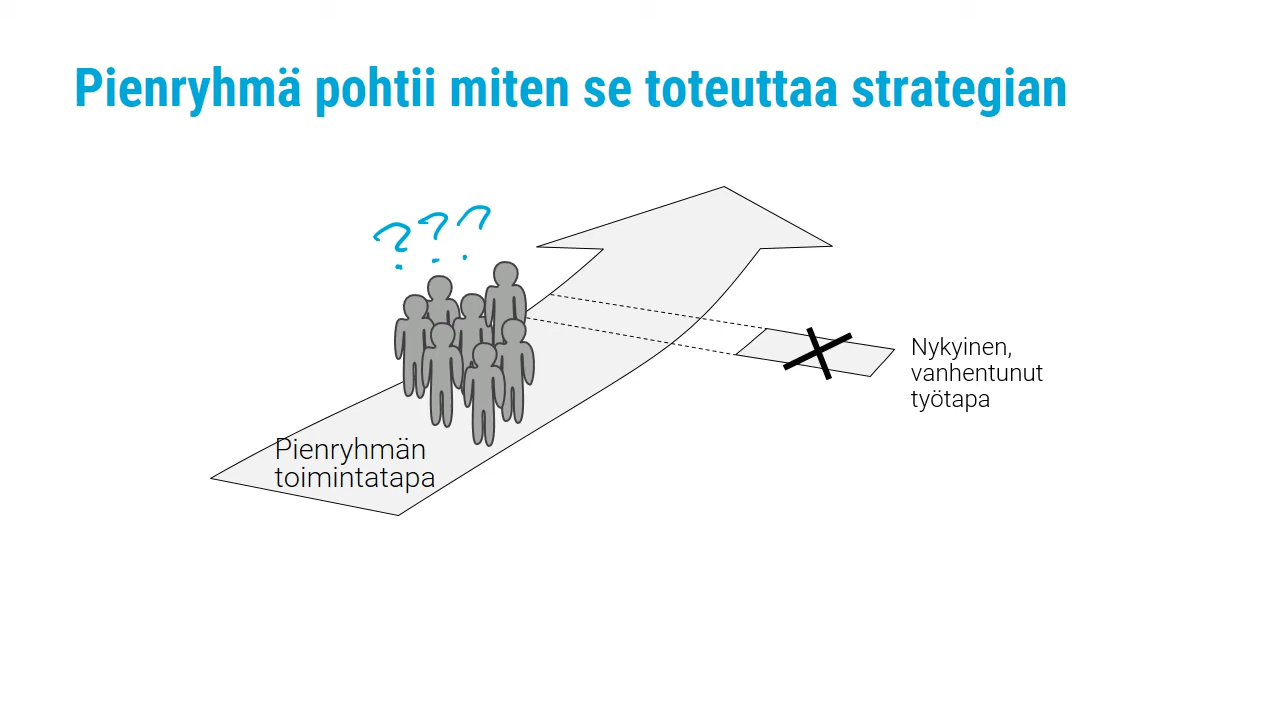 Pienryhmä pohtii miten se toteuttaa strategian
???
Nykyinen,
vanhentunut
työtapa
Pienryhmän
toimintatapa